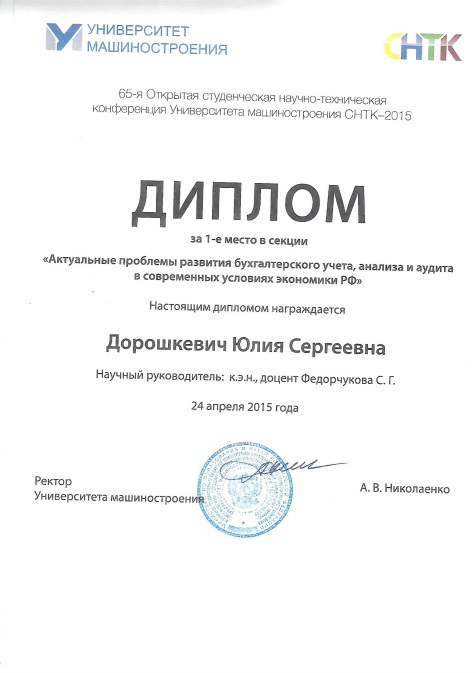 УНИВЕРСИТЕТ
МАШИНОСТРОЕНИЯ
СНТК
65-я Открытая студенческая научно-техническая
конференция Университета машиностроения СНТК–2015
ДИПЛОМ
за 1-е место в секции
«Актуальные проблемы развития бухгалтерского учета, анализа и аудита
в современных условиях экономики РФ»
Настоящим дипломом награждается
Дорошкевич Юлия Сергеевна
Научный руководитель: к.э.н., доцент Федорчукова С. Г.
24 апреля 2015 года
Ректор
Университета машиностроения
А. В. Николаенко